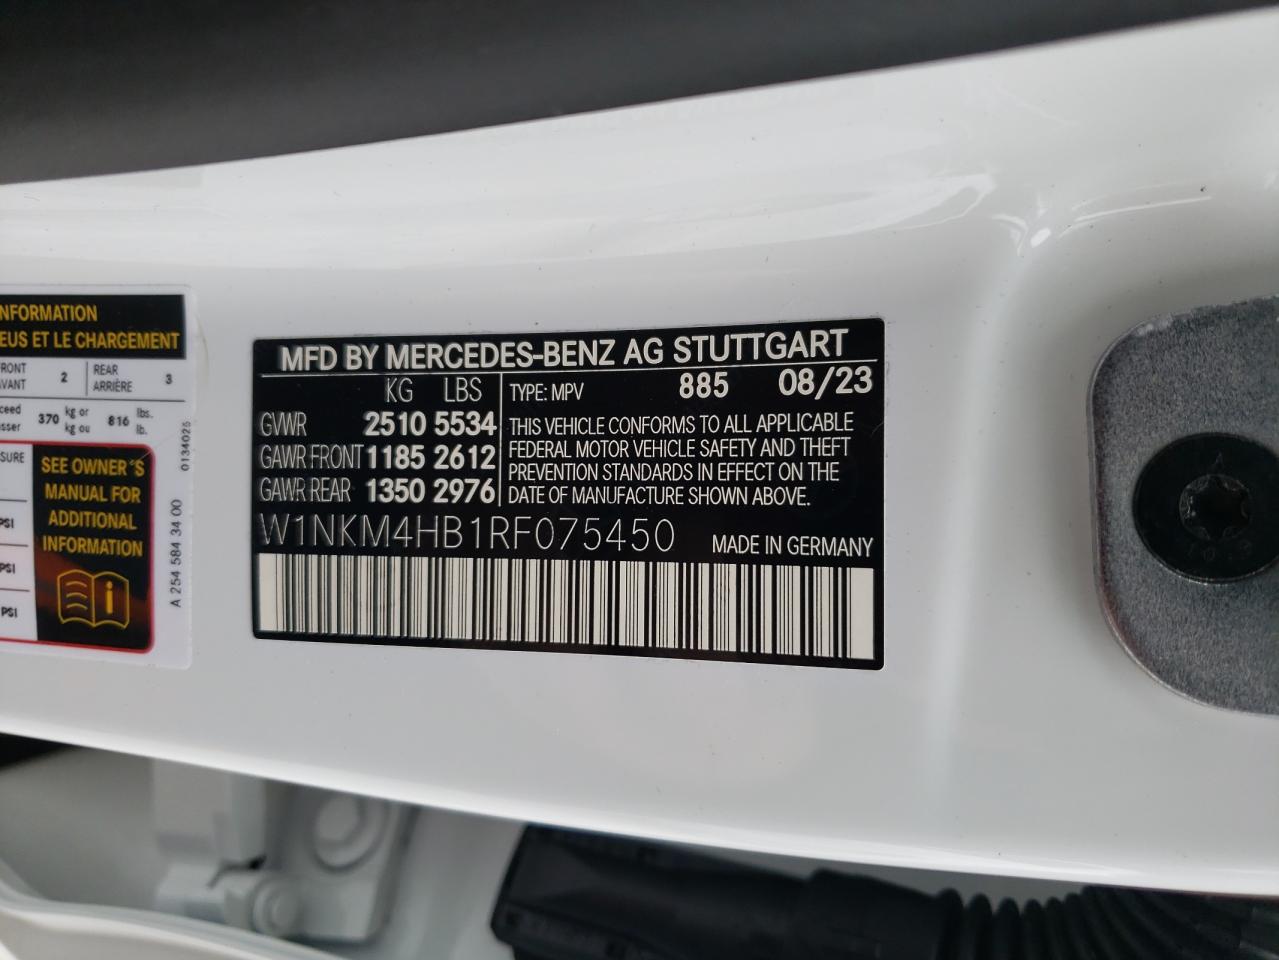 NFORMATION
EUS ET LE CHARGEMENT
RONT
VANT
2
REAR
ARRIÈRE
3
ceed
sser
370
kg or
kg ou
816
lbs.
lb.
SURE
PSI
PSI
PSI
SEE OWNER´S
MANUAL FOR
ADDITIONAL
INFORMATION
0134025
A 254 584 34 00
MFD BY MERCEDES-BENZ AG STUTTGART
KG LBS
GVWR 2510 5534
GAWR FRONT 1185 2612
GAWR REAR 1350 2976
TYPE: MPV 885 08/23
THIS VEHICLE CONFORMS TO ALL APPLICABLE
FEDERAL MOTOR VEHICLE SAFETY AND THEFT
PREVENTION STANDARDS IN EFFECT ON THE
DATE OF MANUFACTURE SHOWN ABOVE.
W1NKM4HB1RF075450 MADE IN GERMANY